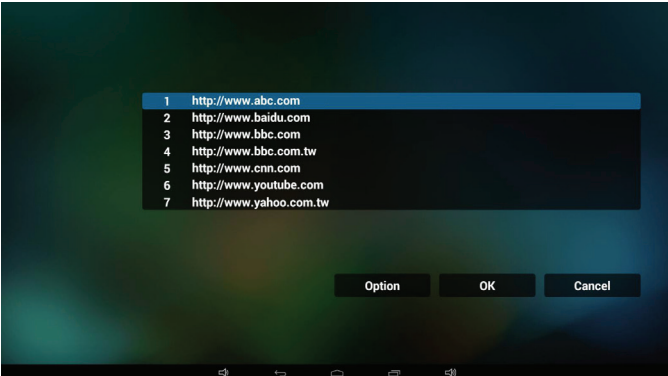 1 http://www.abc.com
2 http://www.baidu.com
3 http://www.bbc.com
4 http://www.bbc.com.tw
5 http://www.cnn.com
6 http://www.youtube.com
7 http://www.yahoo.com.tw
Option OK Cancel